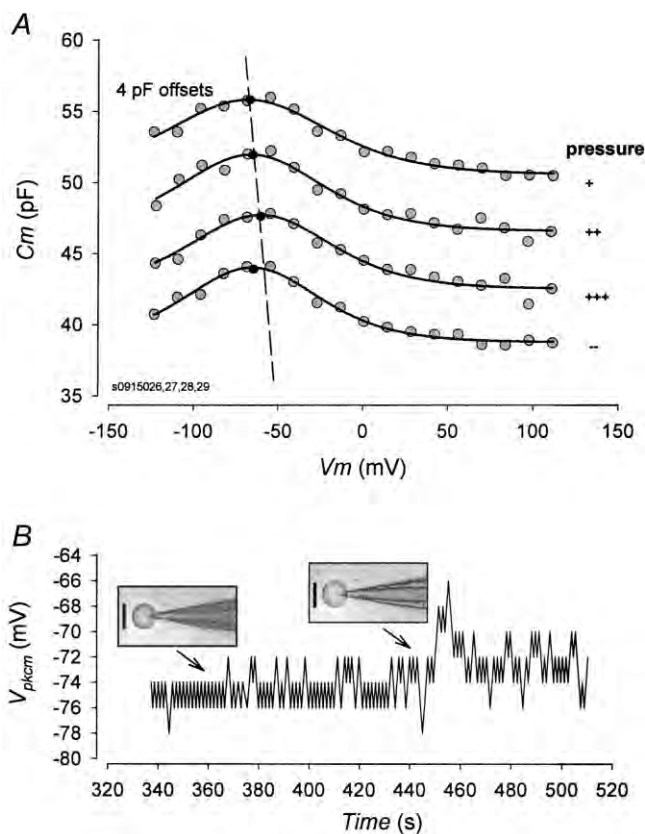 A
60
55
50
45
40
35
Cm (pF)
4 pF offsets
pressure
+
++
+++
--
s0915026,27,28,29
-150 -100 -50 0 50 100 150
Vm (mV)
B
-64
-66
-68
-70
-72
-74
-76
-78
-80
V pkcm (mV)
320 340 360 380 400 420 440 460 480 500 520
Time (s)